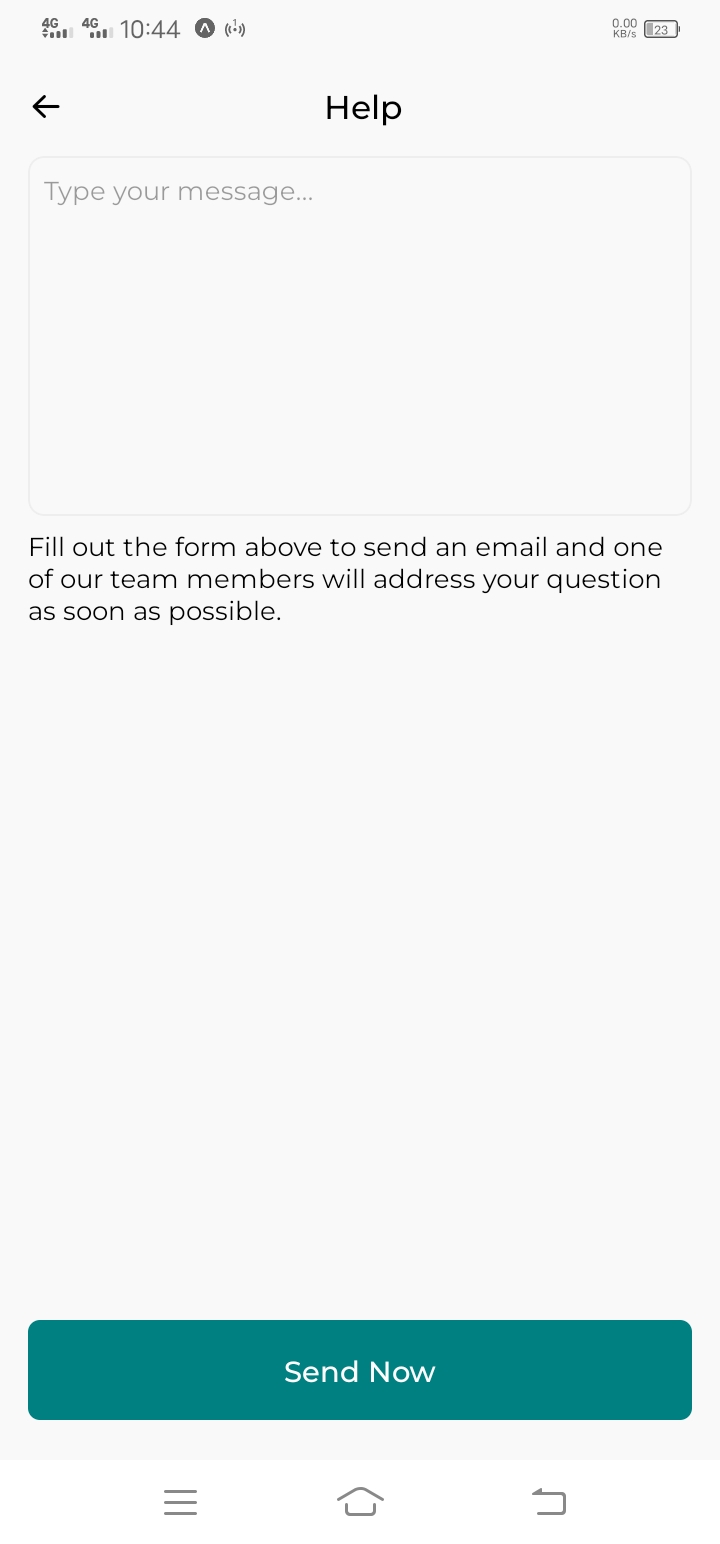 4G 4G 10:44 0.00 KB/s 23
Help
Type your message...
Fill out the form above to send an email and one
of our team members will address your question
as soon as possible.
Send Now